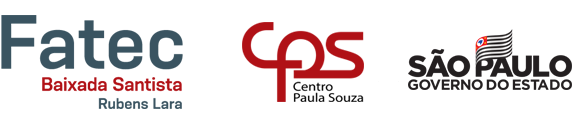 Fatec
Baixada Santista
Rubens Lara
cps
Centro
Paula Souza
SÃO PAULO
GOVERNO DO ESTADO